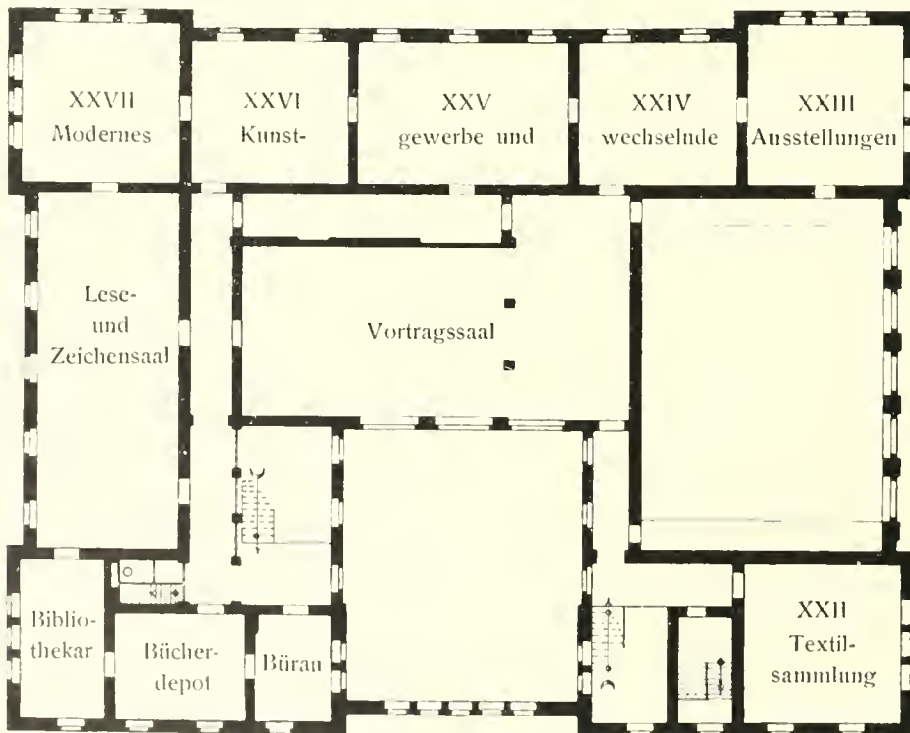 XXVII
Modernes
XXVI
Kunst-
XXV
gewerbe und
XXIV
wechselnde
XXIII
Ausstellungen
Lese-
und
Zeichensaal
Vortragssaal
Biblio-
thekar
Bücher-
depot
Bürau
XXII
Textil-
sammlung